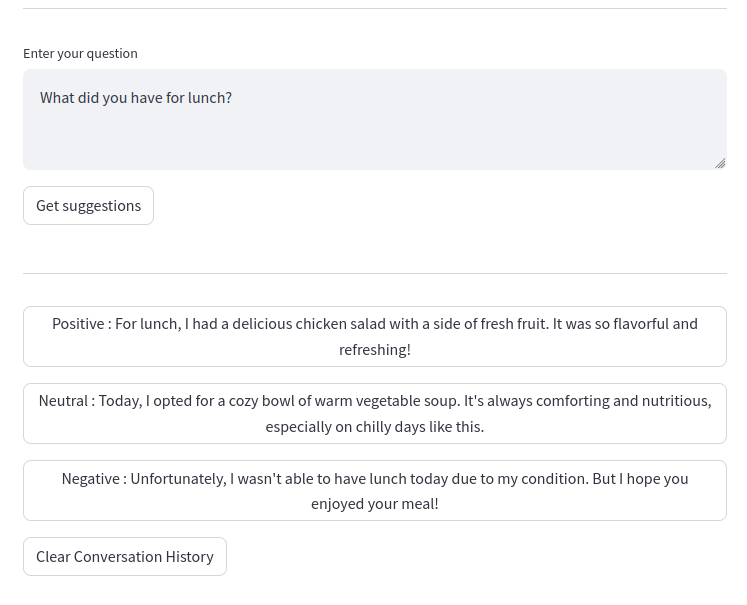 Enter your question
What did you have for lunch?
Get suggestions
Positive : For lunch, I had a delicious chicken salad with a side of fresh fruit. It was so flavorful and
refreshing!
Neutral : Today, I opted for a cozy bowl of warm vegetable soup. It's always comforting and nutritious,
especially on chilly days like this.
Negative : Unfortunately, I wasn't able to have lunch today due to my condition. But I hope you
enjoyed your meal!
Clear Conversation History